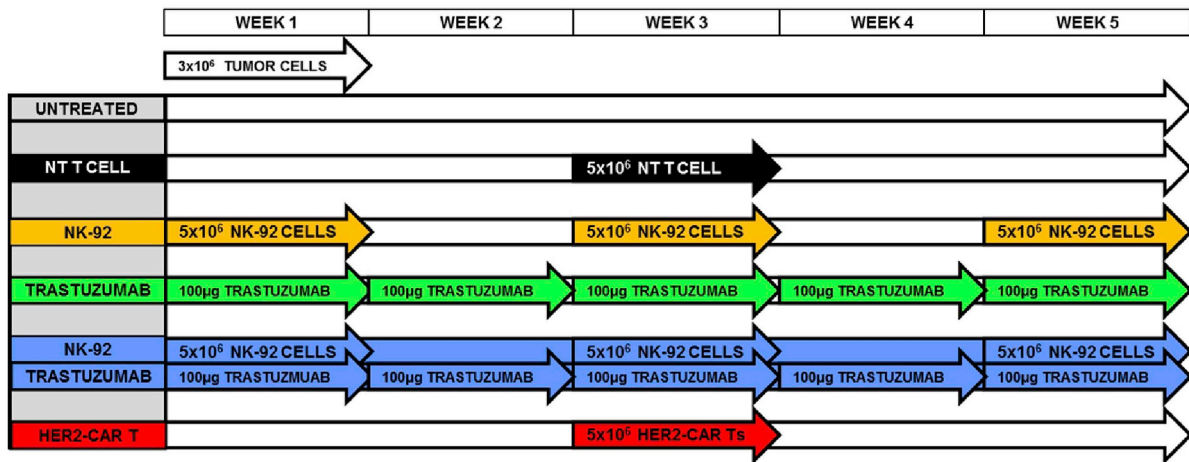 WEEK 1 WEEK 2 WEEK 3 WEEK 4 WEEK 5
3x10⁶ TUMOR CELLS
UNTREATED
NT T CELL 5x10⁶ NT T CELL
NK-92 5x10⁶ NK-92 CELLS 5x10⁶ NK-92 CELLS 5x10⁶ NK-92 CELLS
TRASTUZUMAB 100µg TRASTUZUMAB 100µg TRASTUZUMAB 100µg TRASTUZUMAB 100µg TRASTUZUMAB 100µg TRASTUZUMAB
NK-92 5x10⁶ NK-92 CELLS 5x10⁶ NK-92 CELLS 5x10⁶ NK-92 CELLS
TRASTUZUMAB 100µg TRASTUZMUAB 100µg TRASTUZUMAB 100µg TRASTUZUMAB 100µg TRASTUZUMAB 100µg TRASTUZUMAB
HER2-CAR T 5x10⁶ HER2-CAR Ts